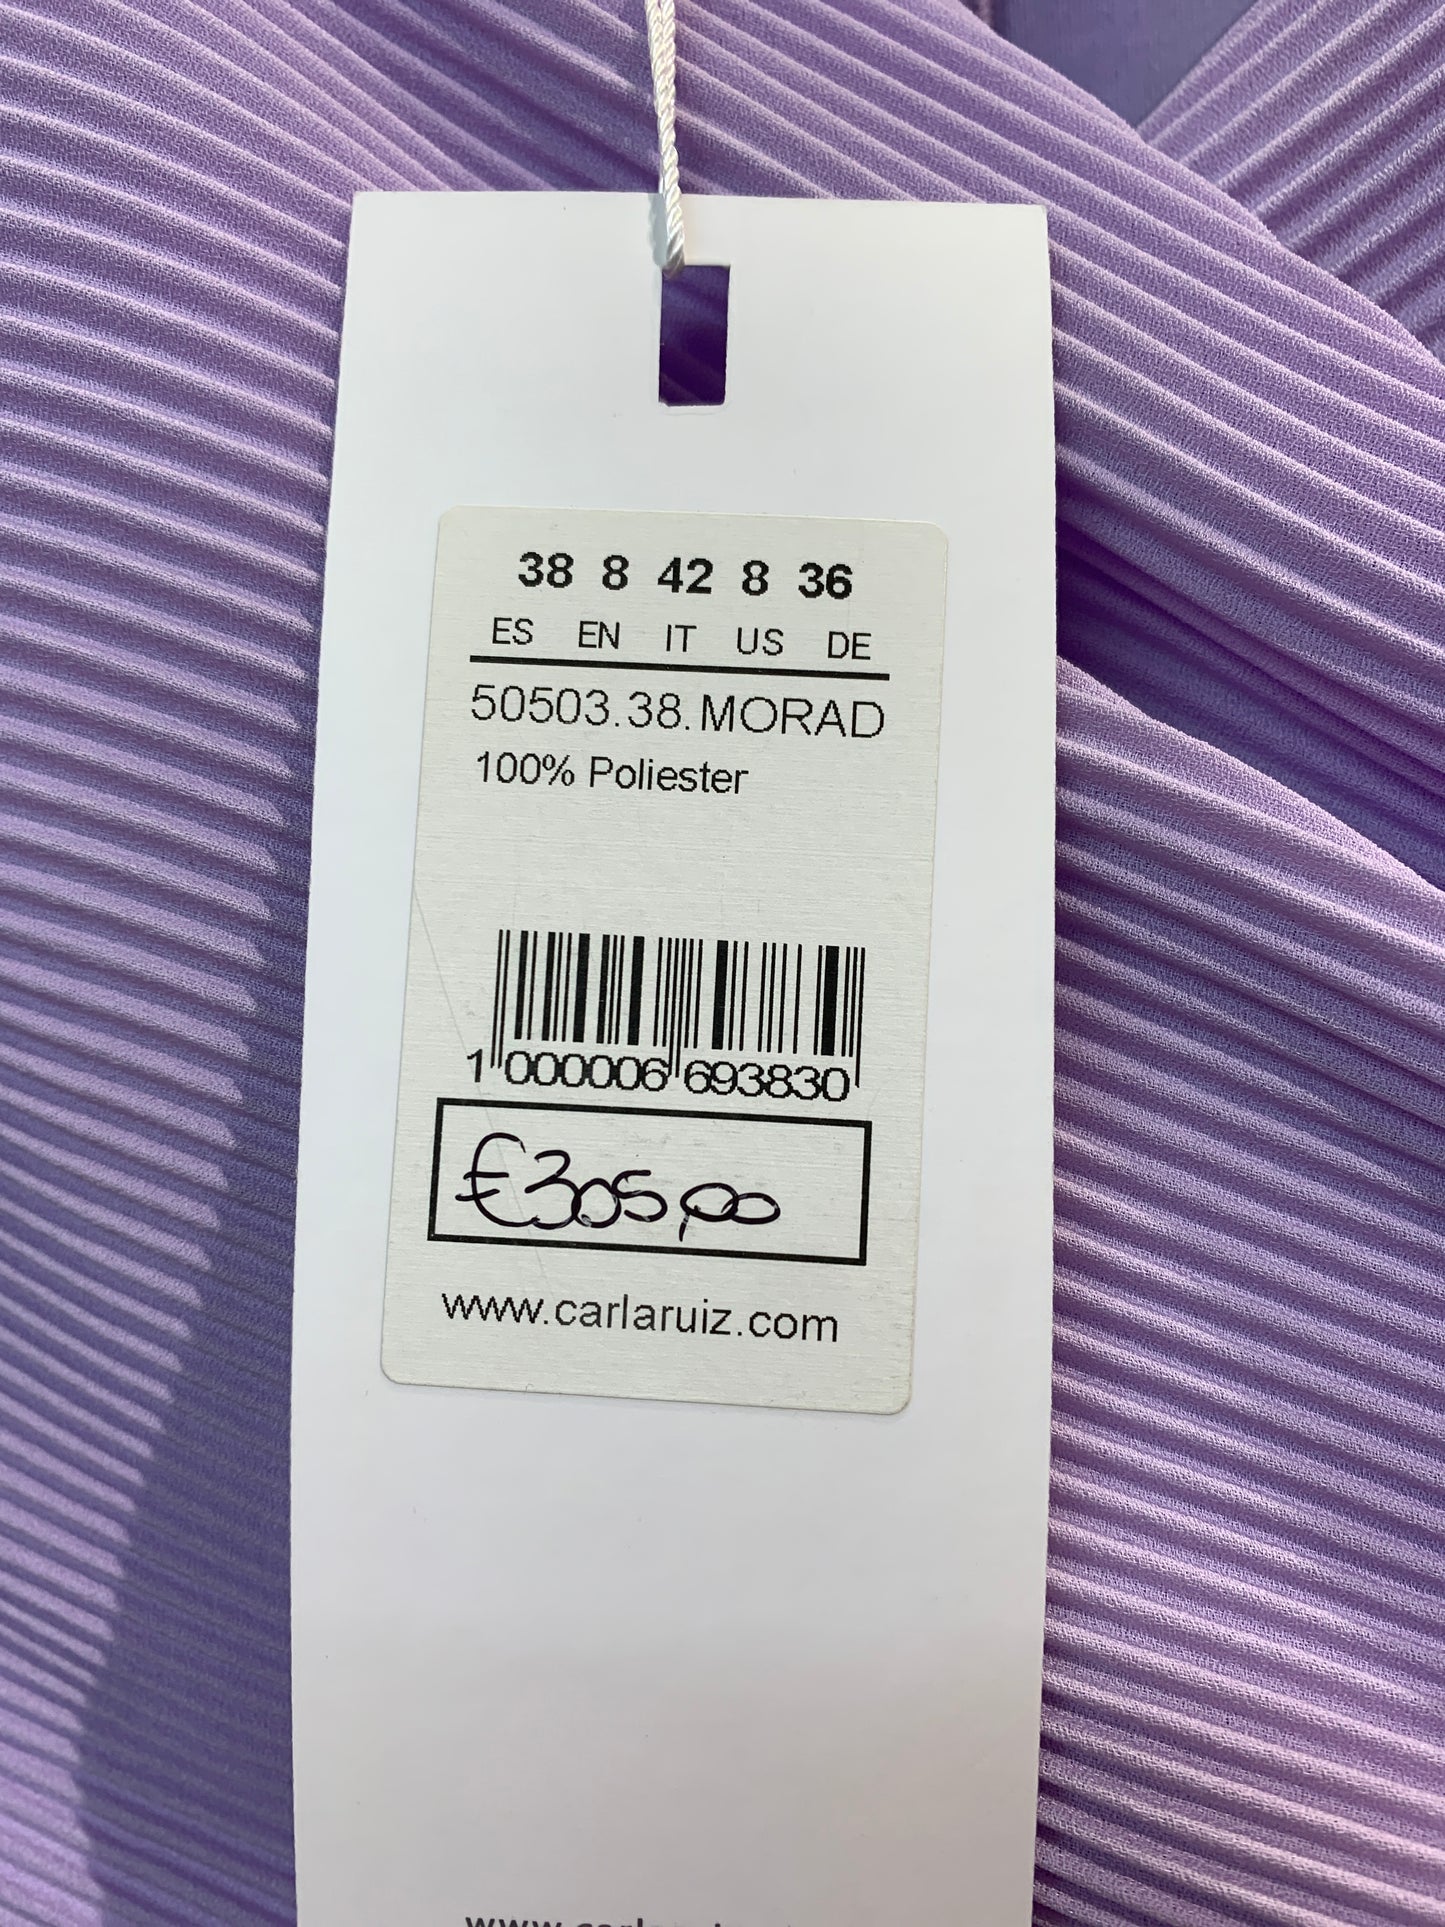 38 8 42 8 36
ES EN IT US DE
50503.38.MORAD
100% Poliester
1 000006 693830
€305,00
www.carlaruiz.com